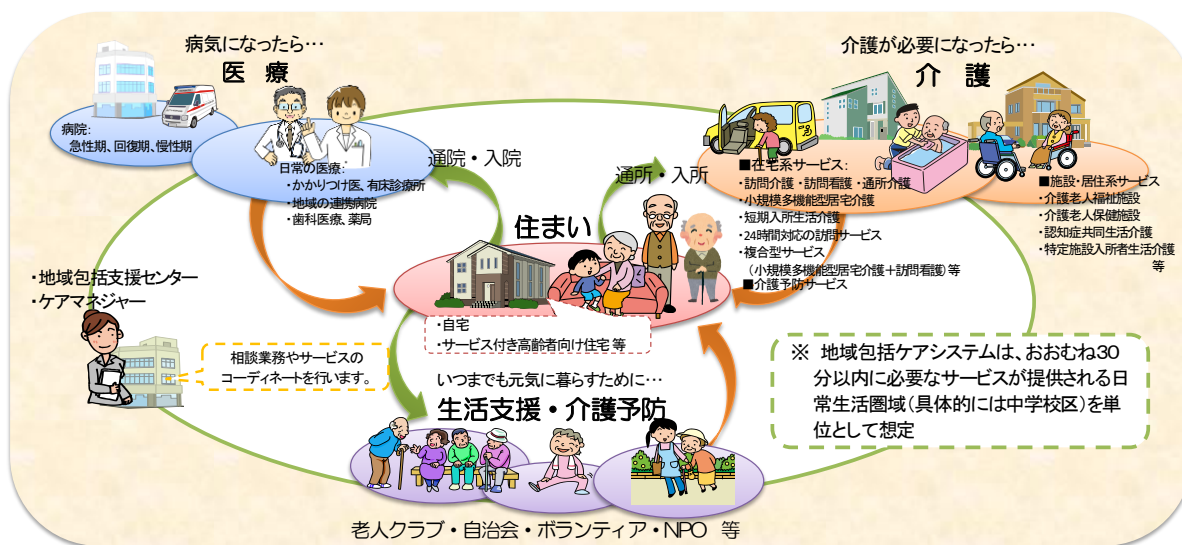 病気になったら…
医 療
病院:
急性期、回復期、慢性期
日常の医療:
・かかりつけ医、有床診療所
・地域の連携病院
・歯科医療、薬局
通院・入院
介護が必要になったら…
介 護
通所・入所
■在宅系サービス:
・訪問介護・訪問看護・通所介護
・小規模多機能型居宅介護
・短期入所生活介護
・24時間対応の訪問サービス
・複合型サービス
(小規模多機能型居宅介護+訪問看護)等
■介護予防サービス
■施設・居住系サービス
・介護老人福祉施設
・介護老人保健施設
・認知症共同生活介護
・特定施設入所者生活介護
等
住まい
・自宅
・サービス付き高齢者向け住宅 等
・地域包括支援センター
・ケアマネジャー
相談業務やサービスの
コーディネートを行います。
いつまでも元気に暮らすために…
生活支援・介護予防
老人クラブ・自治会・ボランティア・NPO 等
※ 地域包括ケアシステムは、おおむね30
分以内に必要なサービスが提供される日
常生活圏域(具体的には中学校区)を単
位として想定